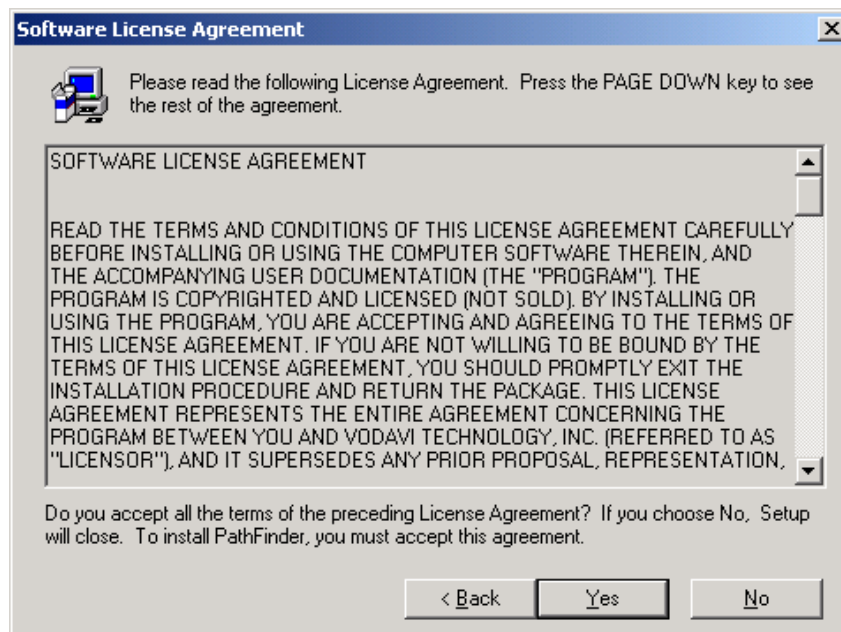 Software License Agreement
Please read the following License Agreement. Press the PAGE DOWN key to see
the rest of the agreement.
SOFTWARE LICENSE AGREEMENT
READ THE TERMS AND CONDITIONS OF THIS LICENSE AGREEMENT CAREFULLY
BEFORE INSTALLING OR USING THE COMPUTER SOFTWARE THEREIN, AND
THE ACCOMPANYING USER DOCUMENTATION (THE "PROGRAM"). THE
PROGRAM IS COPYRIGHTED AND LICENSED (NOT SOLD). BY INSTALLING OR
USING THE PROGRAM, YOU ARE ACCEPTING AND AGREEING TO THE TERMS OF
THIS LICENSE AGREEMENT. IF YOU ARE NOT WILLING TO BE BOUND BY THE
TERMS OF THIS LICENSE AGREEMENT, YOU SHOULD PROMPTLY EXIT THE
INSTALLATION PROCEDURE AND RETURN THE PACKAGE. THIS LICENSE
AGREEMENT REPRESENTS THE ENTIRE AGREEMENT CONCERNING THE
PROGRAM BETWEEN YOU AND VODAVI TECHNOLOGY, INC. (REFERRED TO AS
"LICENSOR"), AND IT SUPERSEDES ANY PRIOR PROPOSAL, REPRESENTATION,
Do you accept all the terms of the preceding License Agreement? If you choose No, Setup
will close. To install PathFinder, you must accept this agreement.
< Back Yes No